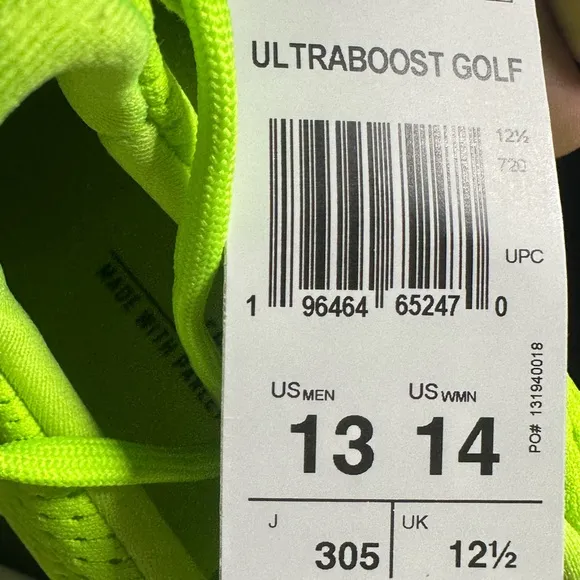 ULTRABOOST GOLF
12½
720
UPC
1 96464 65247 0
PO# 131940018
US MEN US WMN
13 14
J UK
305 12½
MADE WITH PARLEY